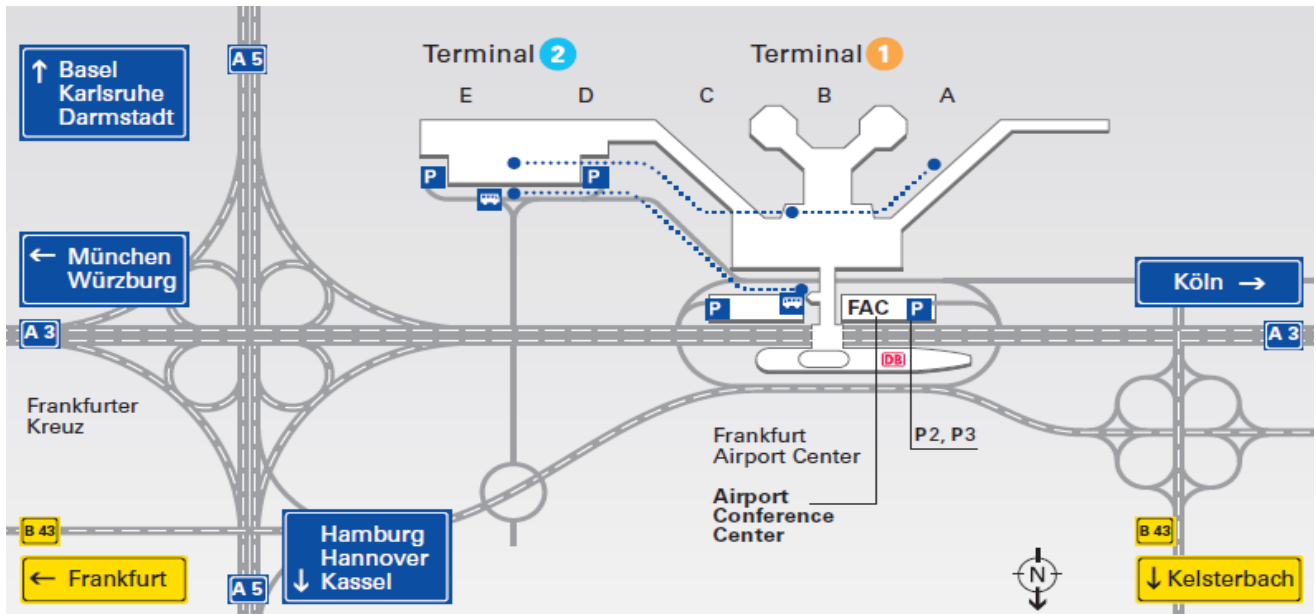 A 5
Terminal 2
Terminal 1
↑ Basel
Karlsruhe
Darmstadt
E
D
C
B
A
P
P
← München
Würzburg
Köln →
P
FAC
P
A 3
A 3
DB
Frankfurter
Kreuz
Frankfurt
Airport Center
P2, P3
Airport
Conference
Center
B 43
Hamburg
Hannover
↓ Kassel
B 43
← Frankfurt
A 5
N
↓ Kelsterbach